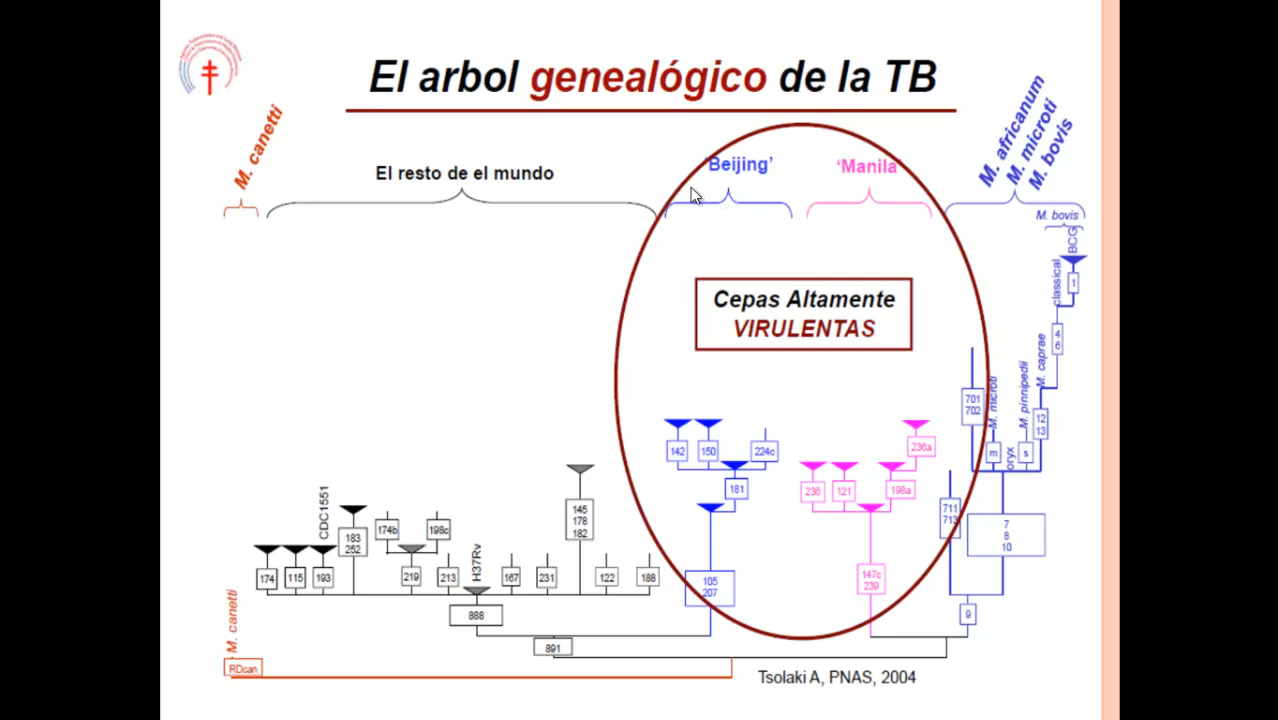 El arbol genealógico de la TB
M. canetti
El resto de el mundo
'Beijing'
'Manila'
M. africanum
M. microti
M. bovis
M. bovis
BCG
classical
1
4
6
M. caprae
Cepas Altamente
VIRULENTAS
701
702
M. microti
M. pinnipedii
12
13
m
oryx
s
142
150
224c
236a
181
236
121
198a
711
713
7
8
10
CDC1551
183
252
174b
198c
145
178
182
H37Rv
174
115
193
219
213
167
231
122
188
105
207
147c
239
888
9
891
M. canetti
RDcan
Tsolaki A, PNAS, 2004